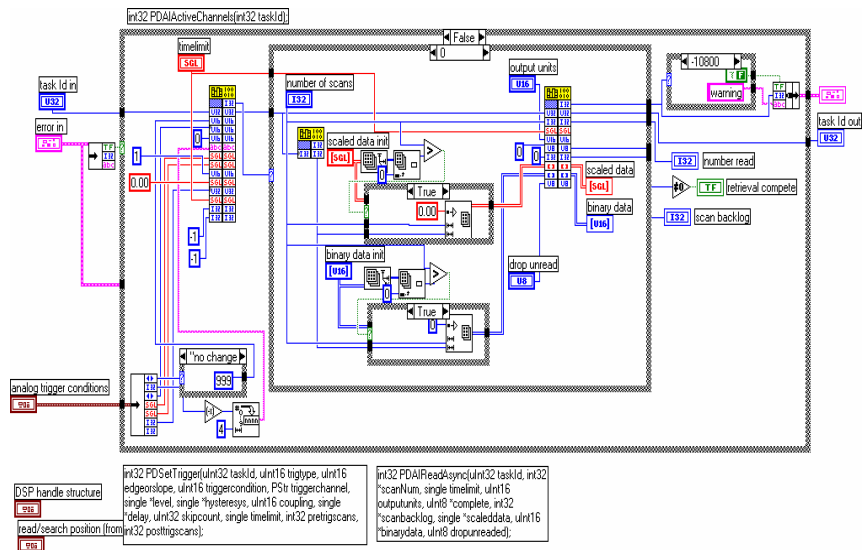 int32 PDAIActiveChannels(int32 taskId);
False
0
timelimit
SGL
number of scans
I32
output units
U16
-10800
warning
task Id in
U32
error in
task Id out
U32
scaled data init
[SGL]
0
True
0.00
1
0.00
0
-1
-1
0
0
number read
I32
scaled data
[SGL]
retrieval compete
TF
binary data
[U16]
scan backlog
I32
binary data init
[U16]
0
True
0
drop unread
U8
"no change
999
4
analog trigger conditions
DSP handle structure
read/search position (from
int32 PDSetTrigger(uInt32 taskId, uInt16 trigtype, uInt16
edgeorslope, uInt16 triggercondition, PStr triggerchannel,
single *level, single *hysteresys, uInt16 coupling, single
*delay, uInt32 skipcount, single timelimit, int32 pretrigscans,
int32 posttrigscans);
int32 PDAIReadAsync(uInt32 taskId, int32
*scanNum, single timelimit, uInt16
outputunits, uInt8 *complete, int32
*scanbacklog, single *scaleddata, uInt16
*binarydata, uInt8 dropunreaded);